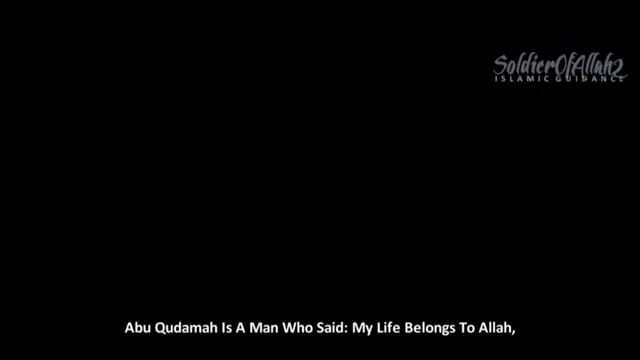 SoldierOfAllah2
ISLAMIC GUIDANCE
Abu Qudamah Is A Man Who Said: My Life Belongs To Allah,